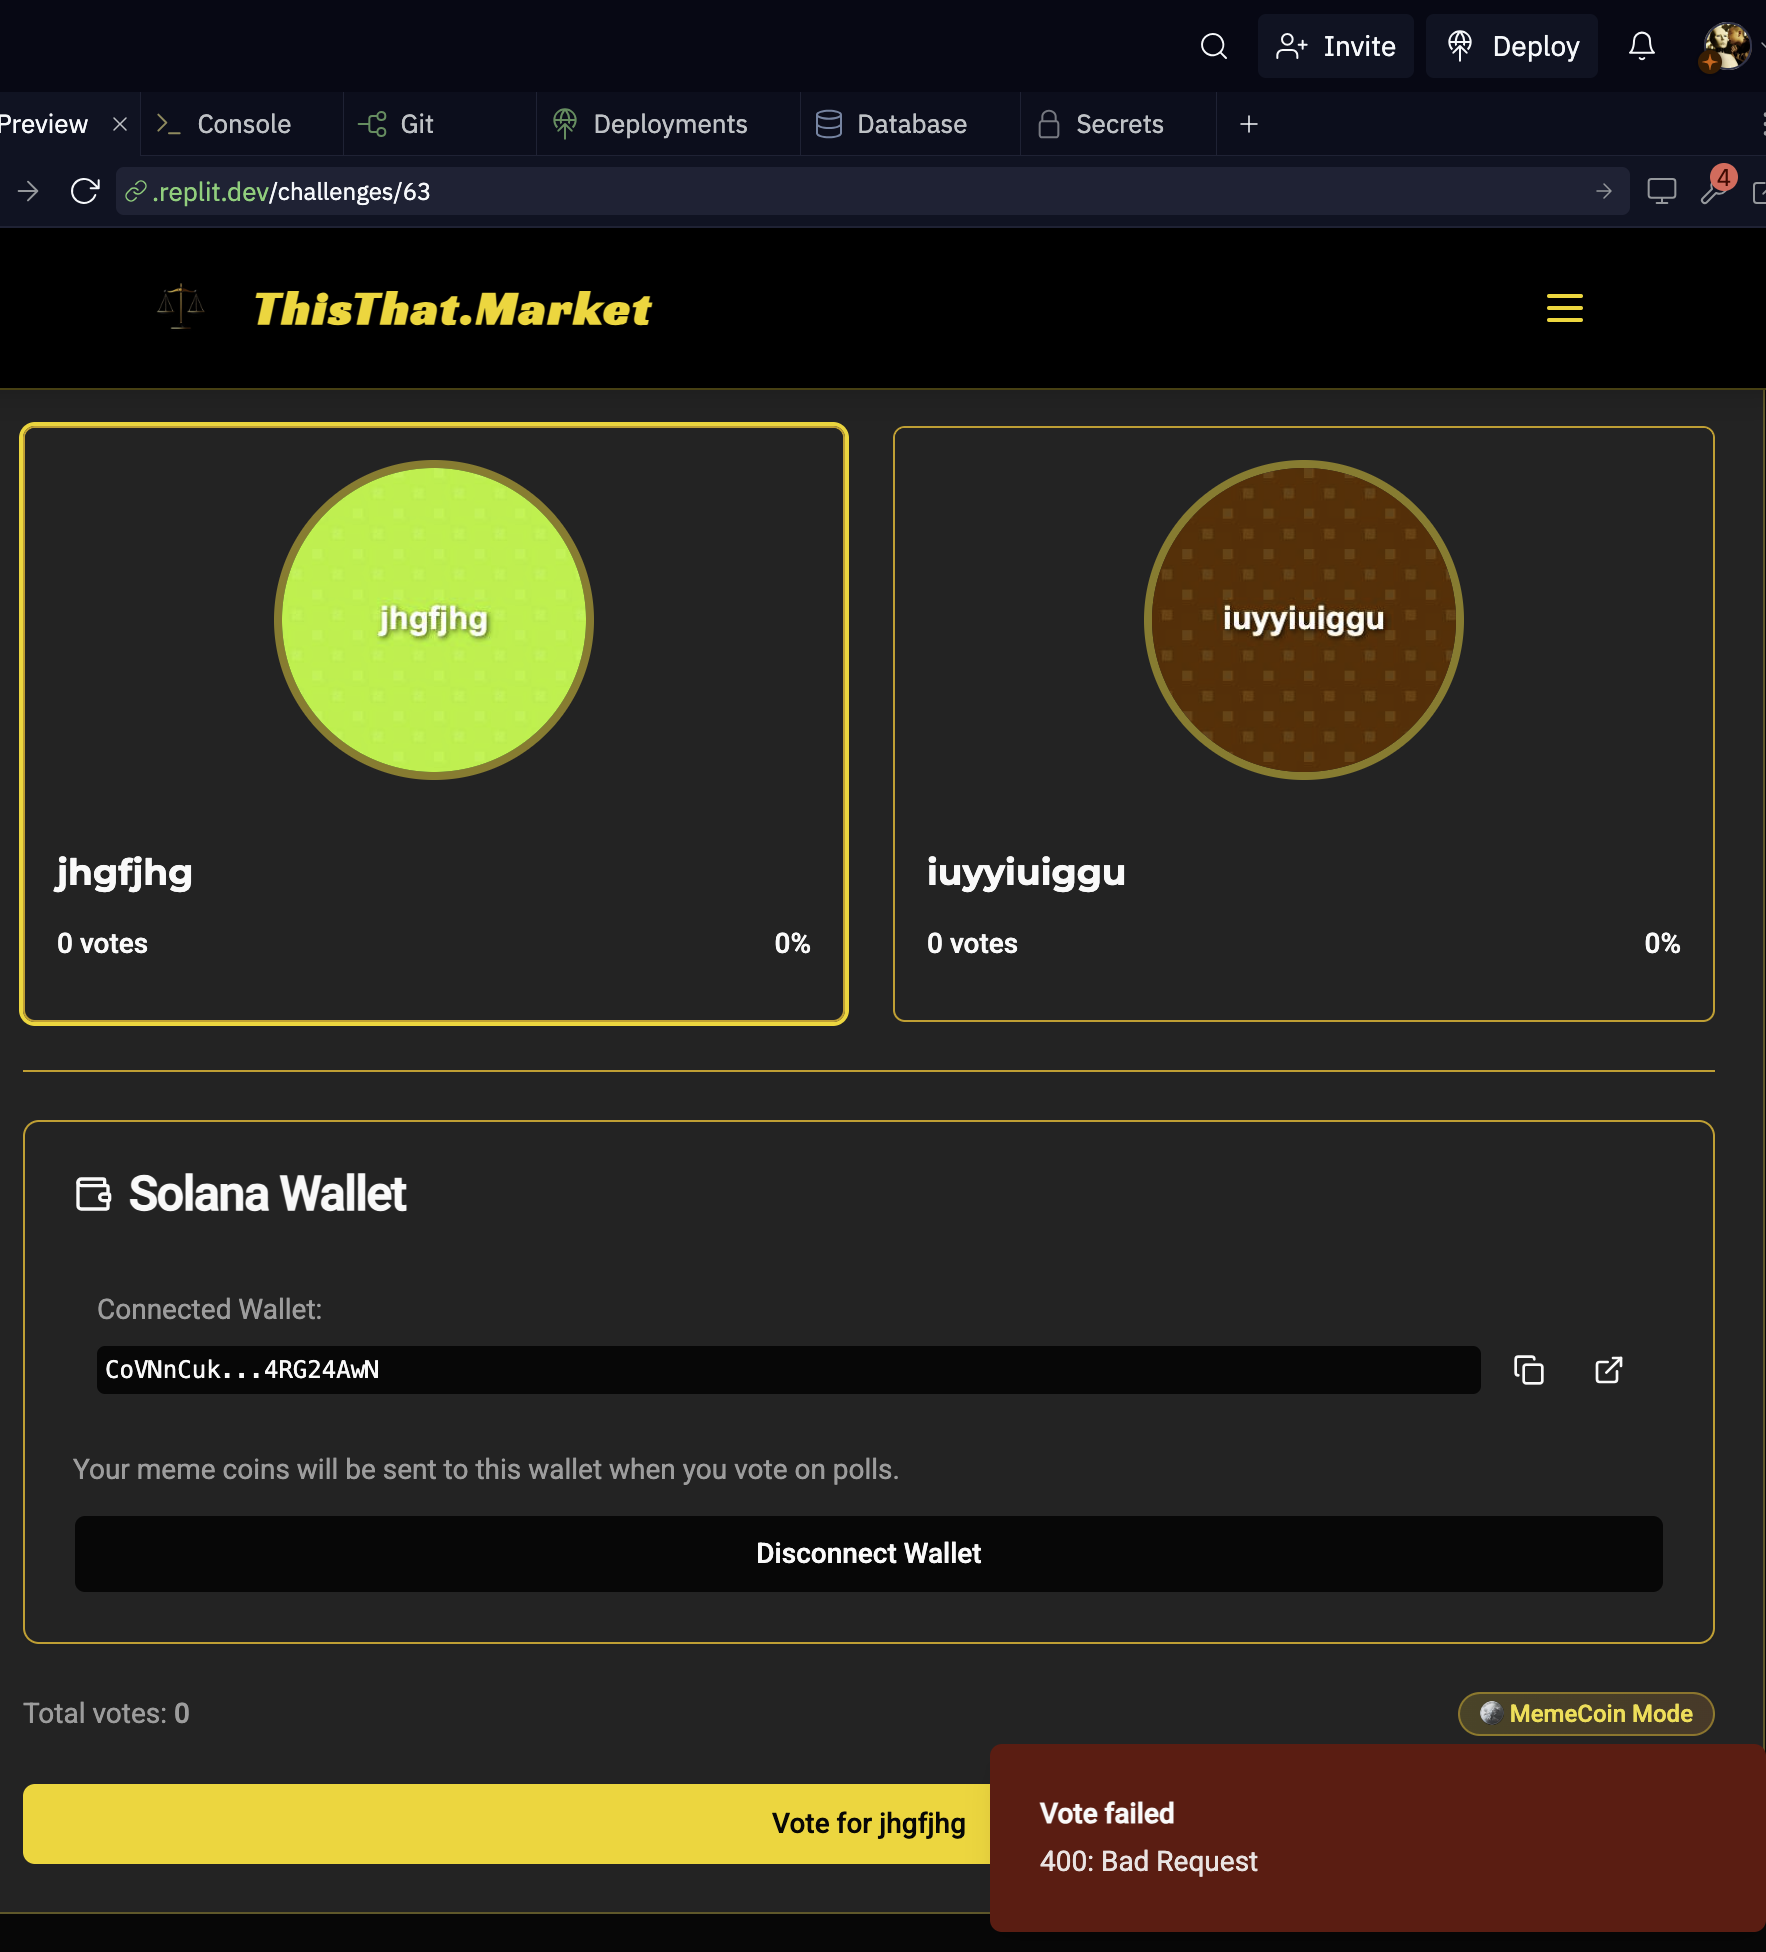 Invite
Deploy
Preview
Console
Git
Deployments
Database
Secrets
.replit.dev/challenges/63
4
ThisThat.Market
jhgfjhg
iuyyiuiggu
jhgfjhg
iuyyiuiggu
0 votes
0%
0 votes
0%
Solana Wallet
Connected Wallet:
CoVNnCuk...4RG24AwN
Your meme coins will be sent to this wallet when you vote on polls.
Disconnect Wallet
Total votes: 0
MemeCoin Mode
Vote for jhgfjhg
Vote failed
400: Bad Request